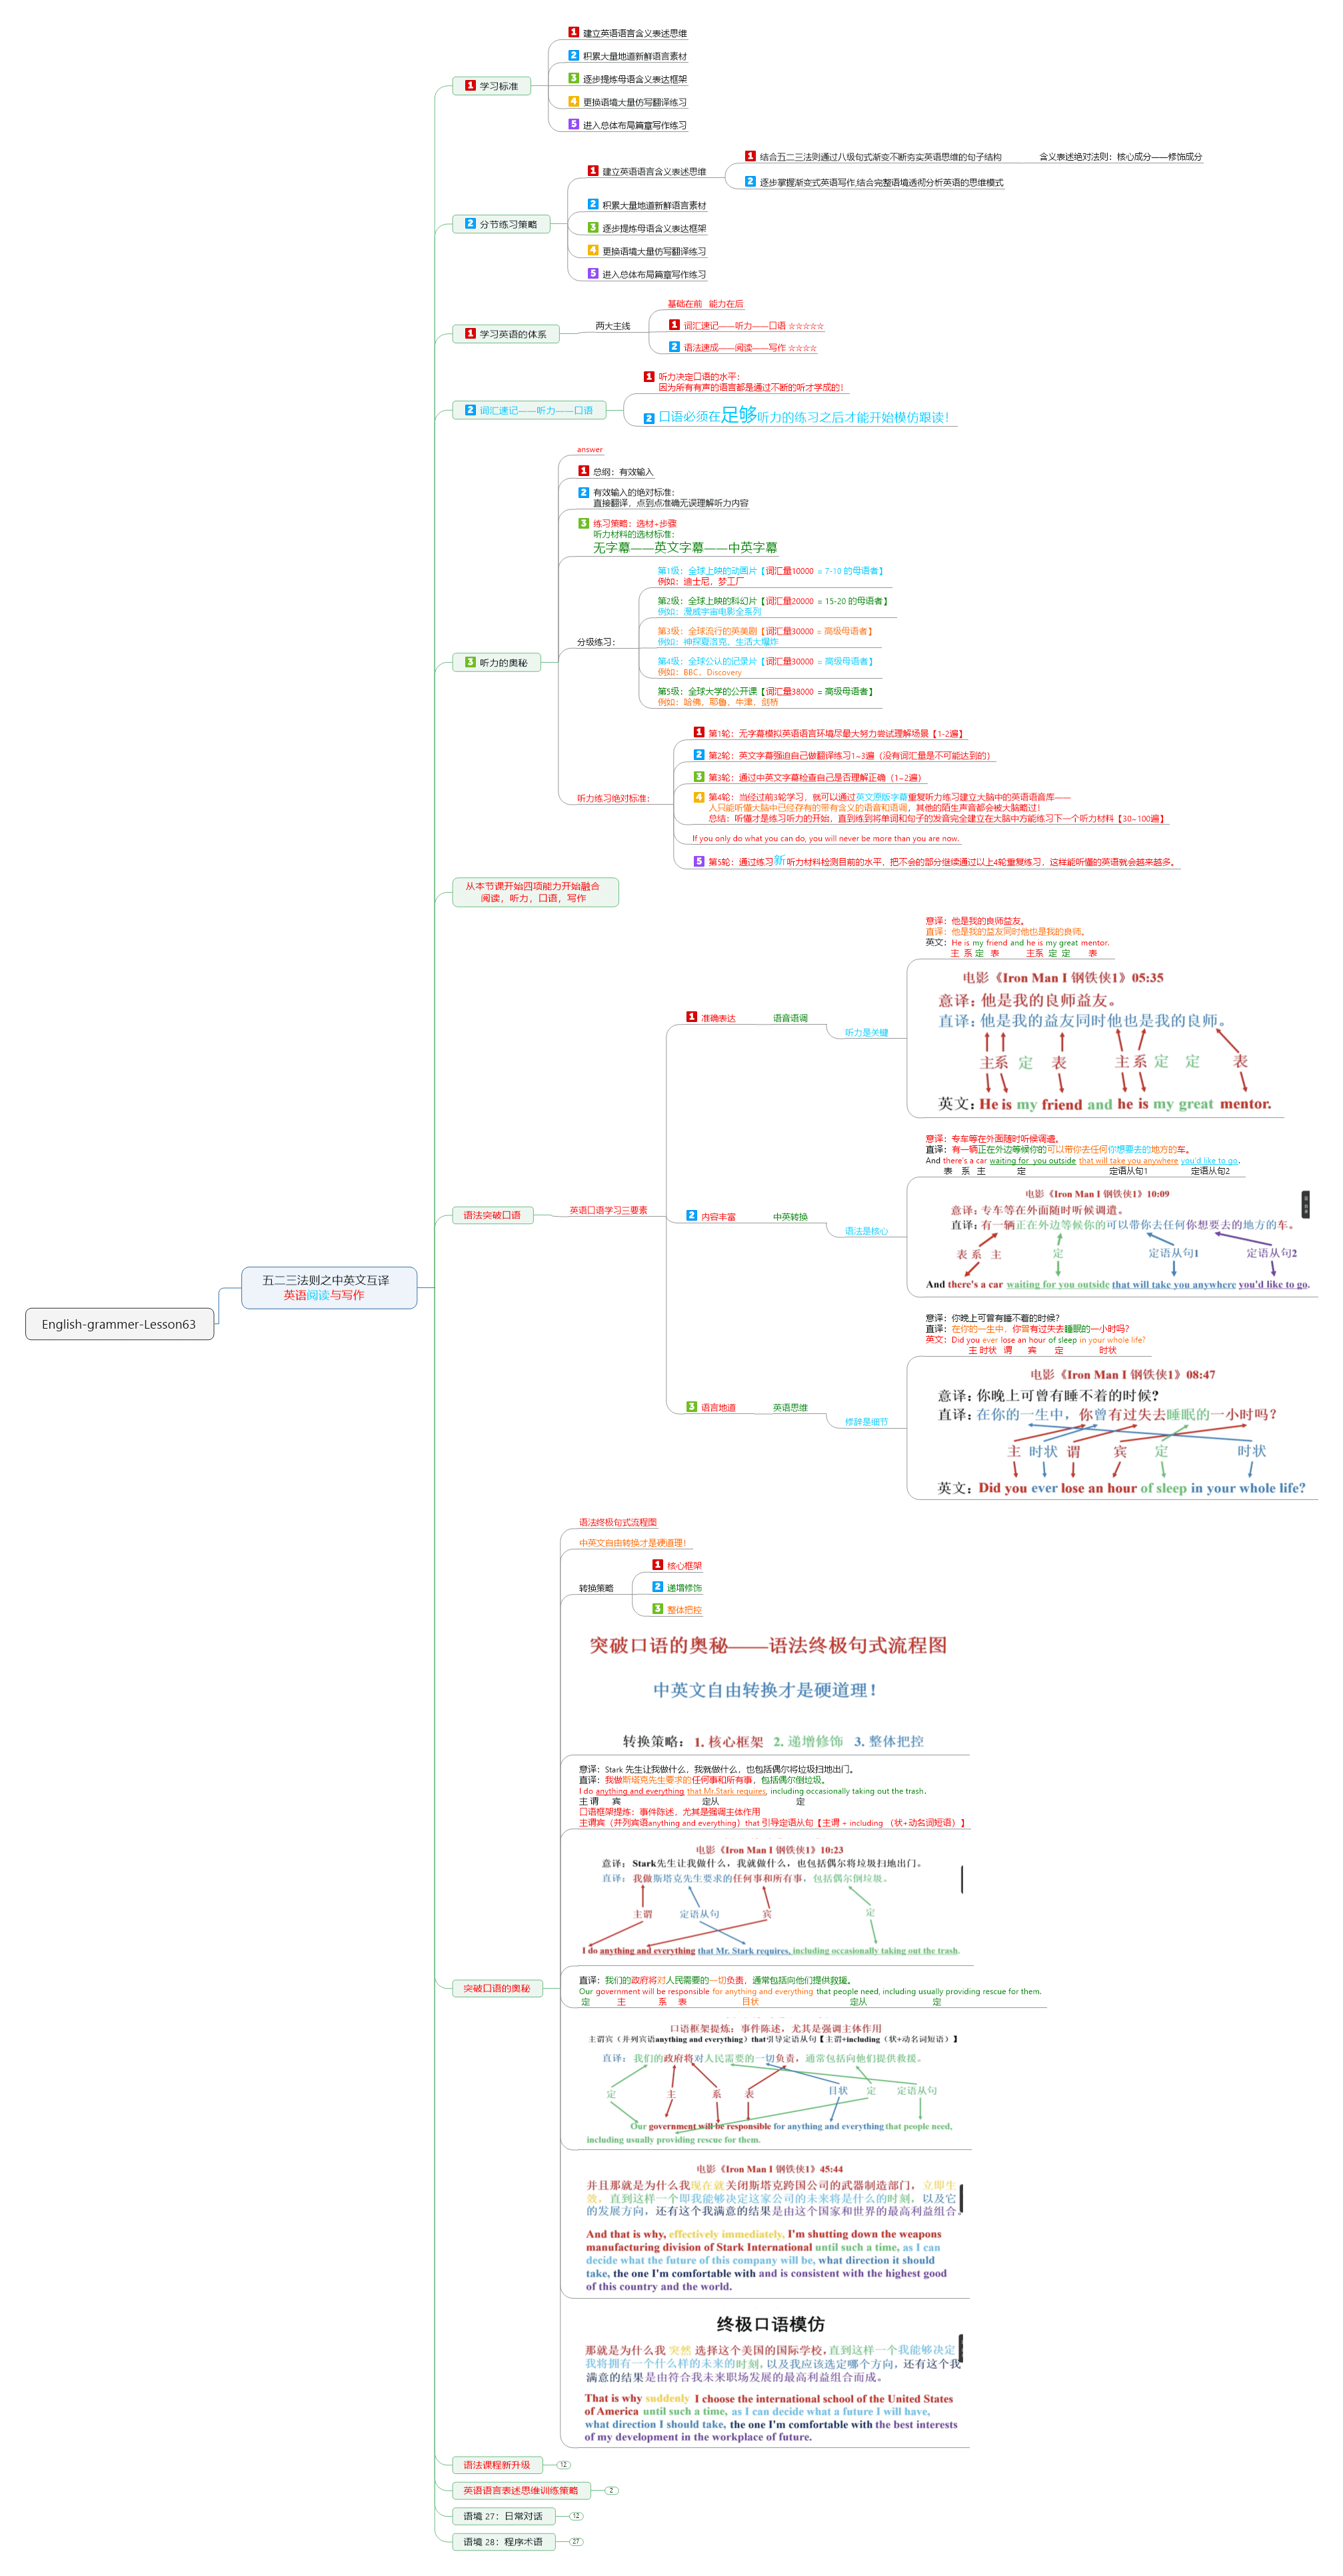 English-grammer-Lesson63
五二三法则之中英文互译
英语阅读与写作
1 学习标准
1 建立英语语言含义表述思维
2 积累大量地道新鲜语言素材
3 逐步提炼母语含义表达框架
4 更换语境大量仿写翻译练习
5 进入总体布局篇章写作练习
2 分节练习策略
1 建立英语语言含义表述思维
1 结合五二三法则通过八级句式渐变不断夯实英语思维的句子结构
含义表述绝对法则：核心成分——修饰成分
2 逐步掌握渐变式英语写作,结合完整语境透彻分析英语的思维模式
2 积累大量地道新鲜语言素材
3 逐步提炼母语含义表达框架
4 更换语境大量仿写翻译练习
5 进入总体布局篇章写作练习
1 学习英语的体系
两大主线
基础在前 能力在后
1 词汇速记——听力——口语 ☆☆☆☆☆
2 语法速成——阅读——写作 ☆☆☆☆
2 词汇速记——听力——口语
1 听力决定口语的水平：
因为所有有声的语言都是通过不断的听才学成的！
2 口语必须在足够听力的练习之后才能开始模仿跟读！
3 听力的奥秘
answer
1 总纲：有效输入
2 有效输入的绝对标准：
直接翻译，点到点准确无误理解听力内容
3 练习策略：选材+步骤
听力材料的选材标准：
无字幕——英文字幕——中英字幕
分级练习：
第1级：全球上映的动画片【词汇量10000 = 7-10 的母语者】
例如：迪士尼，梦工厂
第2级：全球上映的科幻片【词汇量20000 = 15-20 的母语者】
例如：漫威宇宙电影全系列
第3级：全球流行的英美剧【词汇量30000 = 高级母语者】
例如：神探夏洛克，生活大爆炸
第4级：全球公认的记录片【词汇量30000 = 高级母语者】
例如：BBC，Discovery
第5级：全球大学的公开课【词汇量38000 = 高级母语者】
例如：哈佛，耶鲁，牛津，剑桥
听力练习绝对标准：
1 第1轮：无字幕模拟英语语言环境尽最大努力尝试理解场景【1-2遍】
2 第2轮：英文字幕强迫自己做翻译练习1~3遍（没有词汇量是不可能达到的）
3 第3轮：通过中英文字幕检查自己是否理解正确（1~2遍）
4 第4轮：当经过前3轮学习，就可以通过英文原版字幕重复听力练习建立大脑中的英语语音库——
人只能听懂大脑中已经存有的带有含义的语音和语调，其他的陌生声音都会被大脑略过！
总结：听懂才是练习听力的开始，直到练到将单词和句子的发音完全建立在大脑中方能练习下一个听力材料【30~100遍】
If you only do what you can do, you will never be more than you are now.
5 第5轮：通过练习新听力材料检测目前的水平，把不会的部分继续通过以上4轮重复练习，这样能听懂的英语就会越来越多。
从本节课开始四项能力开始融合
阅读，听力，口语，写作
语法突破口语
英语口语学习三要素
1 准确表达
语音语调
听力是关键
意译：他是我的良师益友。
直译：他是我的益友同时他也是我的良师。
英文：He is my friend and he is my great mentor.
主 系 定 表 主系 定 定 表
电影《Iron Man I 钢铁侠1》05:35
意译：他是我的良师益友。
直译：他是我的益友同时他也是我的良师。
主系 定 表 主系 定 定 表
英文：He is my friend and he is my great mentor.
2 内容丰富
中英转换
语法是核心
意译：专车等在外面随时听候调遣。
直译：有一辆正在外边等候你的可以带你去任何你想要去的地方的车。
And there's a car waiting for you outside that will take you anywhere you'd like to go.
表 系 主 定 定语从句1 定语从句2
电影《Iron Man I 钢铁侠1》10:09
意译：专车等在外面随时听候调遣。
直译：有一辆正在外边等候你的可以带你去任何你想要去的地方的车。
表 系 主 定 定语从句1 定语从句2
And there's a car waiting for you outside that will take you anywhere you'd like to go.
3 语言地道
英语思维
修辞是细节
意译：你晚上可曾有睡不着的时候？
直译：在你的一生中，你曾有过失去睡眠的一小时吗？
英文：Did you ever lose an hour of sleep in your whole life?
主 时状 谓 宾 定 时状
电影《Iron Man I 钢铁侠1》08:47
意译：你晚上可曾有睡不着的时候？
直译：在你的一生中，你曾有过失去睡眠的一小时吗？
主 时状 谓 宾 定 时状
英文：Did you ever lose an hour of sleep in your whole life?
突破口语的奥秘
语法终极句式流程图
中英文自由转换才是硬道理！
转换策略
1 核心框架
2 递增修饰
3 整体把控
突破口语的奥秘——语法终极句式流程图
中英文自由转换才是硬道理！
转换策略：1. 核心框架 2. 递增修饰 3. 整体把控
意译：Stark 先生让我做什么，我就做什么，也包括偶尔将垃圾扫地出门。
直译：我做斯塔克先生要求的任何事和所有事，包括偶尔倒垃圾。
I do anything and everything that Mr.Stark requires, including occasionally taking out the trash.
主 谓 宾 定从 定
口语框架提炼：事件陈述，尤其是强调主体作用
主谓宾（并列宾语anything and everything）that 引导定语从句【主谓 + including （状+动名词短语）】
电影《Iron Man I 钢铁侠1》10:23
意译：Stark先生让我做什么，我就做什么，也包括偶尔将垃圾扫地出门。
直译：我做斯塔克先生要求的任何事和所有事，包括偶尔倒垃圾。
主谓 定语从句 宾 定
I do anything and everything that Mr. Stark requires, including occasionally taking out the trash.
直译：我们的政府将对人民需要的一切负责，通常包括向他们提供救援。
Our government will be responsible for anything and everything that people need, including usually providing rescue for them.
定 主 系 表 目状 定从 定
口语框架提炼：事件陈述，尤其是强调主体作用
主谓宾（并列宾语anything and everything）that引导定语从句【主谓+including（状+动名词短语）】
直译：我们的政府将对人民需要的一切负责，通常包括向他们提供救援。
定 主 系 表 目状 定 定语从句
Our government will be responsible for anything and everything that people need,
including usually providing rescue for them.
电影《Iron Man I 钢铁侠1》45:44
并且那就是为什么我现在就关闭斯塔克跨国公司的武器制造部门，立即生
效，直到这样一个即我能够决定这家公司的未来将是什么的时刻，以及它
的发展方向，还有这个我满意的结果是由这个国家和世界的最高利益组合。
And that is why, effectively immediately, I'm shutting down the weapons
manufacturing division of Stark International until such a time, as I can
decide what the future of this company will be, what direction it should
take, the one I'm comfortable with and is consistent with the highest good
of this country and the world.
终极口语模仿
那就是为什么我 突然 选择这个美国的国际学校，直到这样一个我能够决定
我将拥有一个什么样的未来的时刻，以及我应该选定哪个方向，还有这个我
满意的结果是由符合我未来职场发展的最高利益组合而成。
That is why suddenly I choose the international school of the United States
of America until such a time, as I can decide what a future I will have,
what direction I should take, the one I'm comfortable with the best interests
of my development in the workplace of future.
语法课程新升级 12
英语语言表述思维训练策略 2
语境 27：日常对话 12
语境 28：程序术语 27